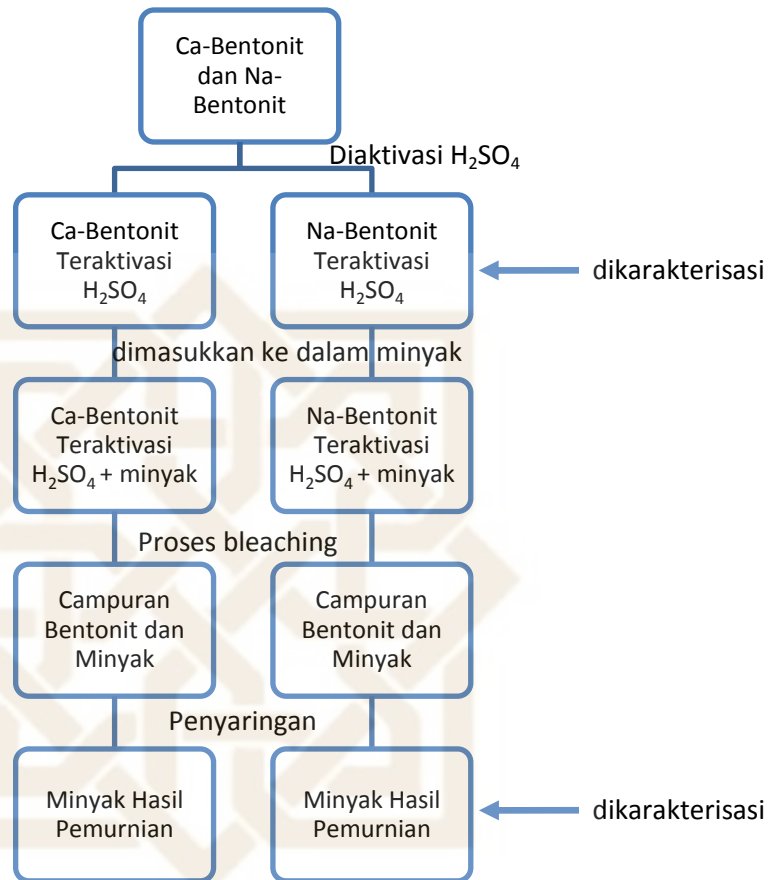 Ca-Bentonit
dan Na-
Bentonit
Diaktivasi H₂SO₄
Ca-Bentonit
Teraktivasi
H₂SO₄
Na-Bentonit
Teraktivasi
H₂SO₄
dikarakterisasi
dimasukkan ke dalam minyak
Ca-Bentonit
Teraktivasi
H₂SO₄ + minyak
Na-Bentonit
Teraktivasi
H₂SO₄ + minyak
Proses bleaching
Campuran
Bentonit dan
Minyak
Campuran
Bentonit dan
Minyak
Penyaringan
Minyak Hasil
Pemurnian
Minyak Hasil
Pemurnian
dikarakterisasi